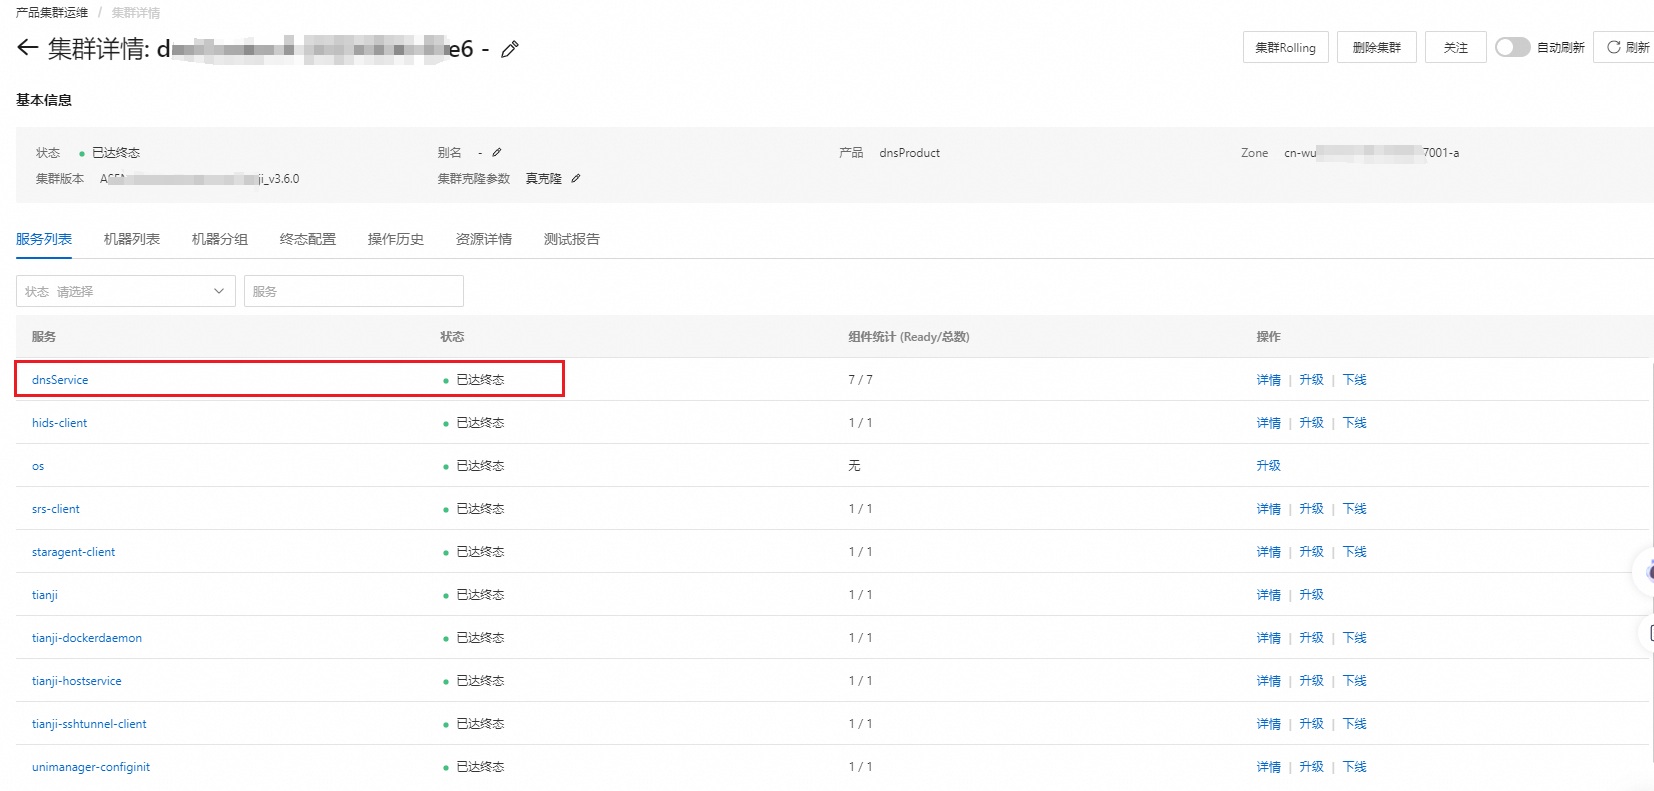 产品集群运维 / 集群详情
集群详情: d e6 -
集群Rolling 删除集群 关注 自动刷新 刷新
基本信息
状态 已达终态 别名 - 产品 dnsProduct Zone cn-wu 7001-a
集群版本 ji_v3.6.0 集群克隆参数 真克隆
服务列表 机器列表 机器分组 终态配置 操作历史 资源详情 测试报告
状态 请选择 服务
服务 状态 组件统计 (Ready/总数) 操作
dnsService 已达终态 7 / 7 详情 | 升级 | 下线
hids-client 已达终态 1 / 1 详情 | 升级 | 下线
os 已达终态 无 升级
srs-client 已达终态 1 / 1 详情 | 升级 | 下线
staragent-client 已达终态 1 / 1 详情 | 升级 | 下线
tianji 已达终态 1 / 1 详情 | 升级
tianji-dockerdaemon 已达终态 1 / 1 详情 | 升级 | 下线
tianji-hostservice 已达终态 1 / 1 详情 | 升级 | 下线
tianji-sshtunnel-client 已达终态 1 / 1 详情 | 升级 | 下线
unimanager-configinit 已达终态 1 / 1 详情 | 升级 | 下线